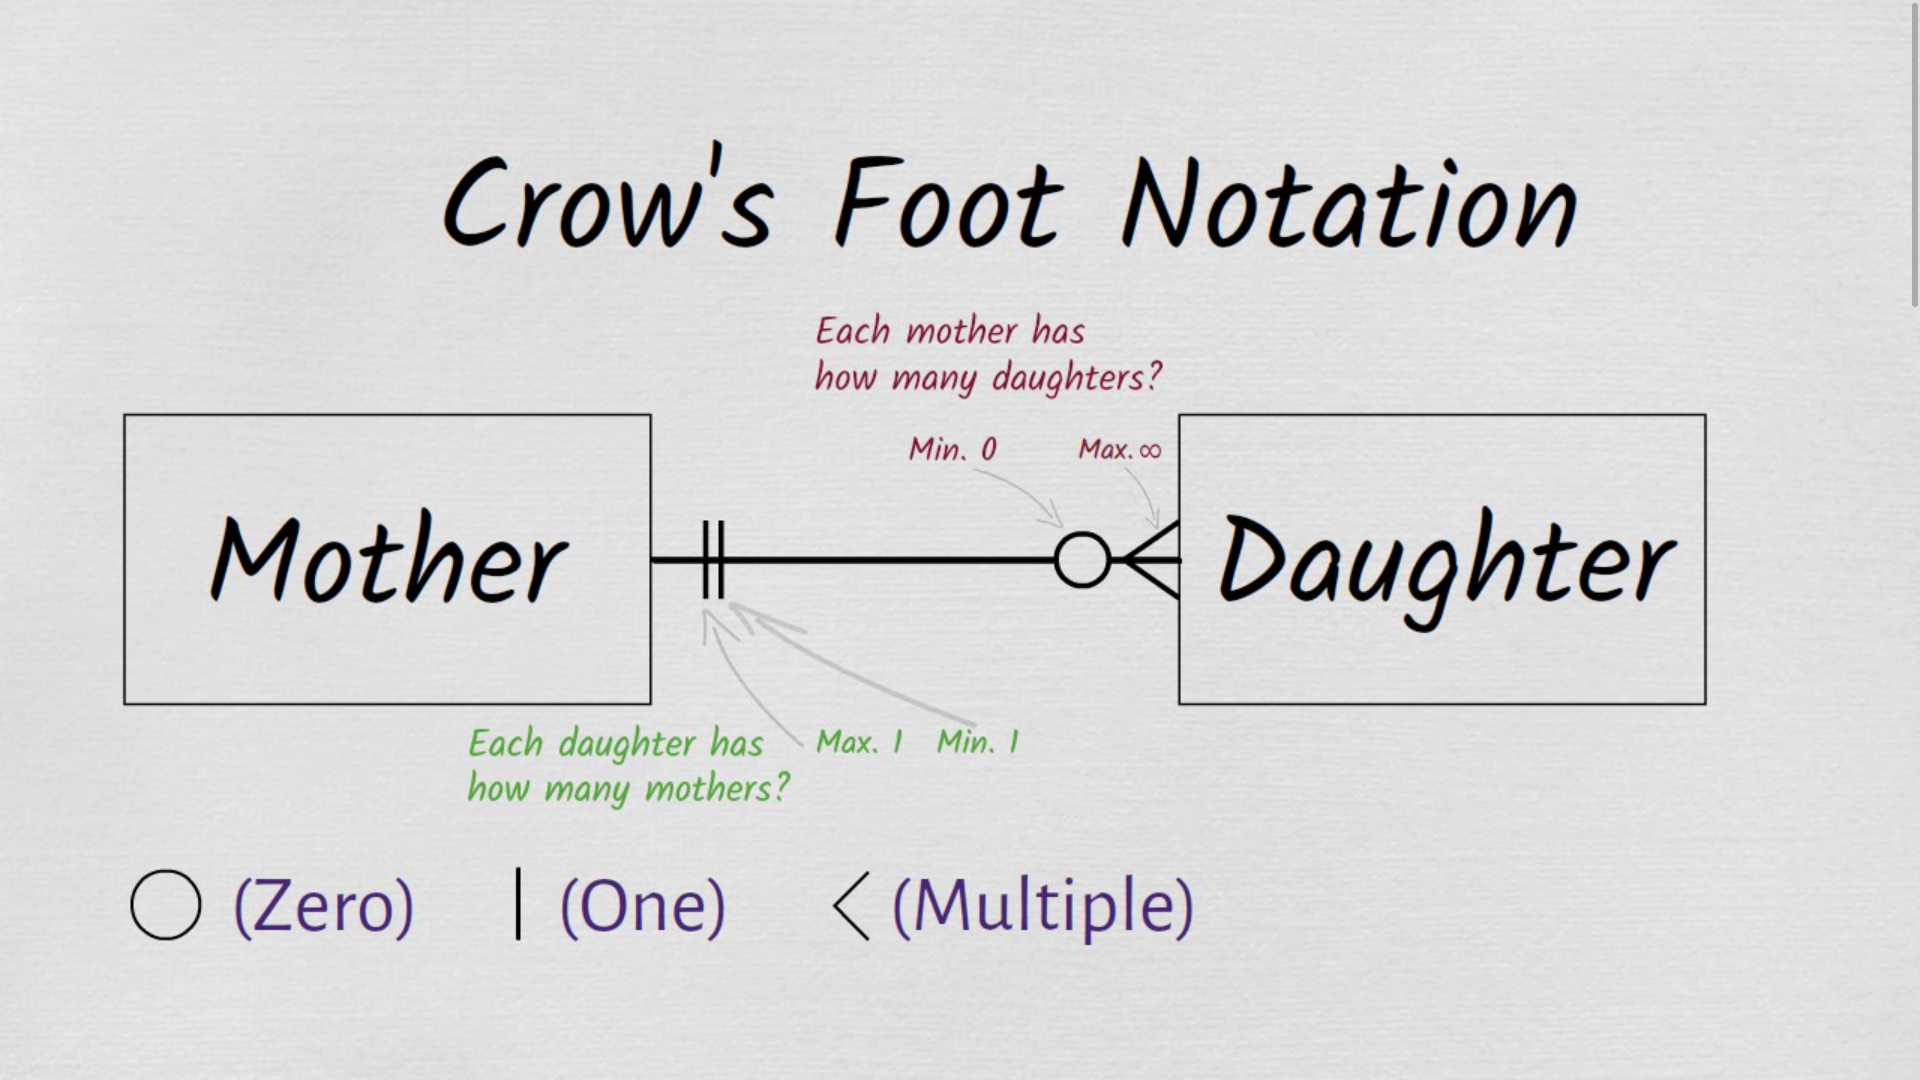 Crow's Foot Notation
Each mother has
how many daughters?
Min. 0 Max. ∞
Mother
Daughter
Each daughter has
how many mothers?
Max. 1 Min. 1
(Zero) (One) (Multiple)